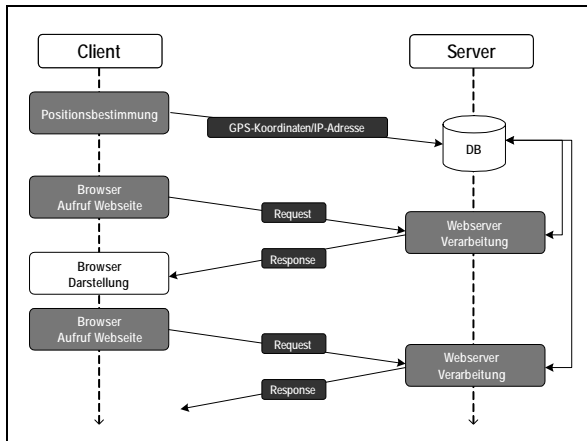 Client
Server
Positionsbestimmung
GPS-Koordinaten/IP-Adresse
DB
Browser
Aufruf Webseite
Request
Webserver
Verarbeitung
Response
Browser
Darstellung
Browser
Aufruf Webseite
Request
Webserver
Verarbeitung
Response